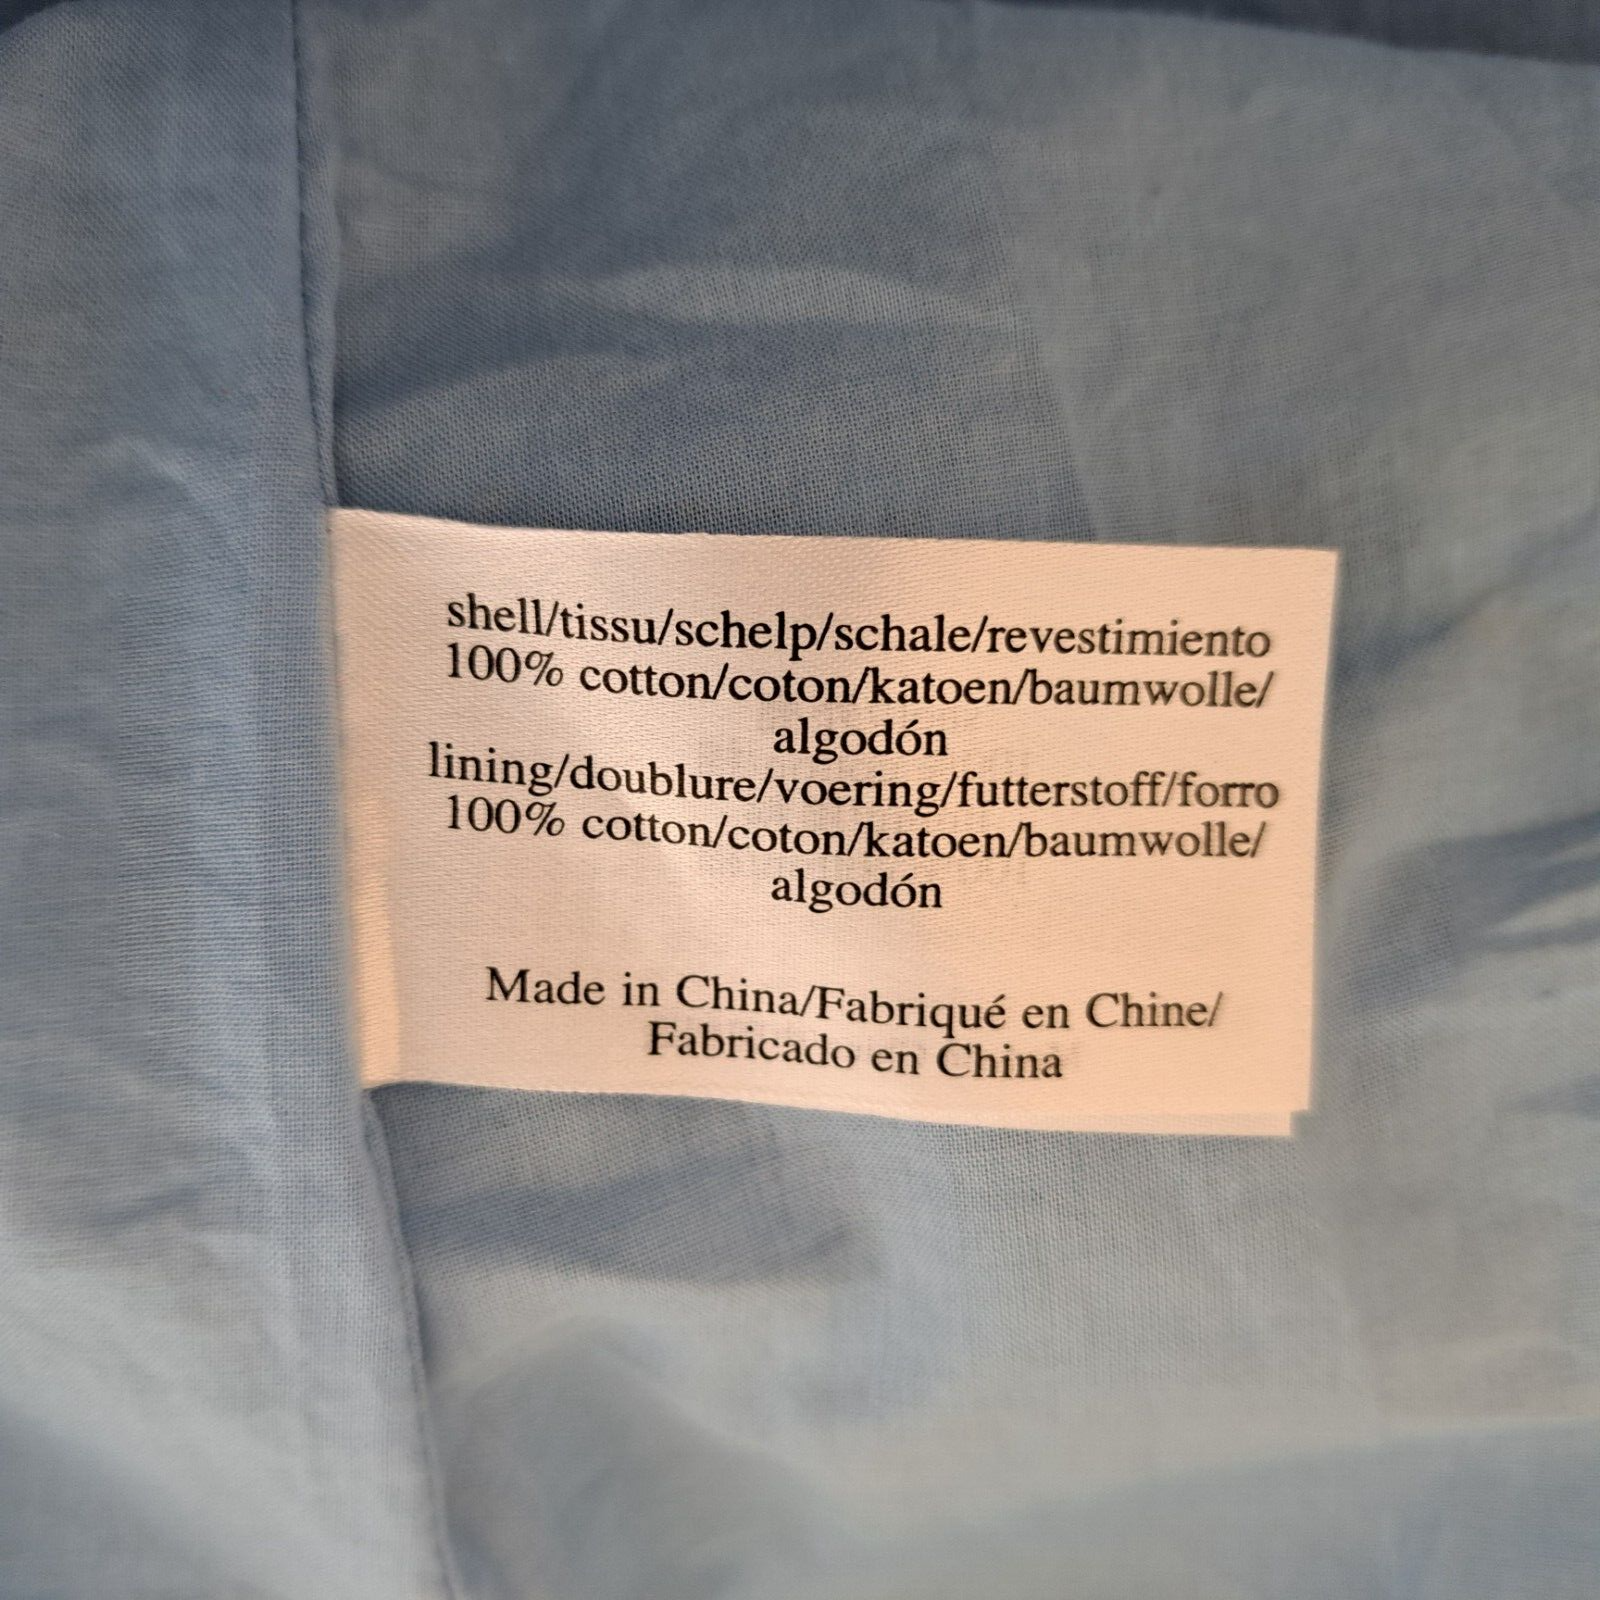 shell/tissu/schelp/schale/revestimiento
100% cotton/coton/katoen/baumwolle/
algodón
lining/doublure/voering/futterstoff/forro
100% cotton/coton/katoen/baumwolle/
algodón
Made in China/Fabriqué en Chine/
Fabricado en China